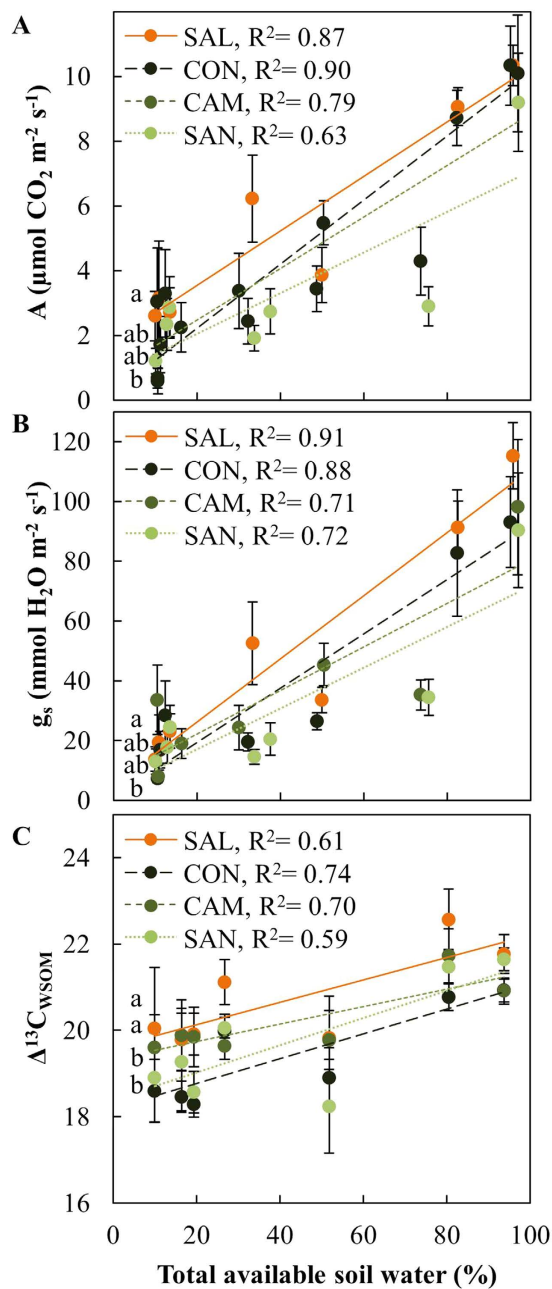 A
SAL, R²= 0.87
CON, R²= 0.90
CAM, R²= 0.79
SAN, R²= 0.63
A (µmol CO₂ m⁻² s⁻¹)
12
10
8
6
4
2
0
a
ab
ab
b
B
SAL, R²= 0.91
CON, R²= 0.88
CAM, R²= 0.71
SAN, R²= 0.72
gₛ (mmol H₂O m⁻² s⁻¹)
120
100
80
60
40
20
0
a
ab
ab
b
C
SAL, R²= 0.61
CON, R²= 0.74
CAM, R²= 0.70
SAN, R²= 0.59
Δ¹³C_WSOM
24
22
20
18
16
a
a
b
b
0 20 40 60 80 100
Total available soil water (%)